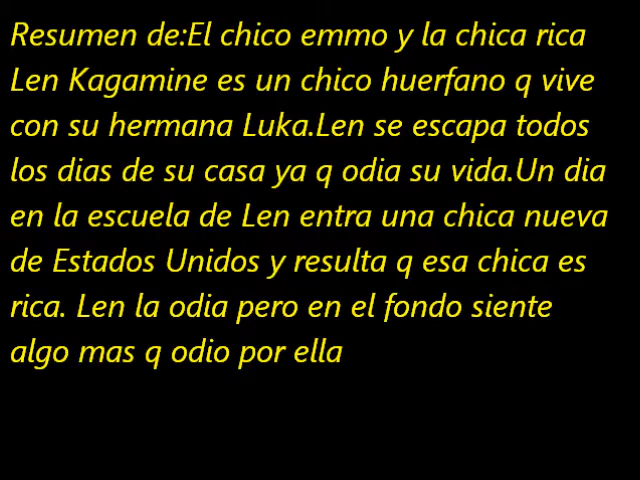 Resumen de:El chico emmo y la chica rica
Len Kagamine es un chico huerfano q vive
con su hermana Luka.Len se escapa todos
los dias de su casa ya q odia su vida.Un dia
en la escuela de Len entra una chica nueva
de Estados Unidos y resulta q esa chica es
rica. Len la odia pero en el fondo siente
algo mas q odio por ella